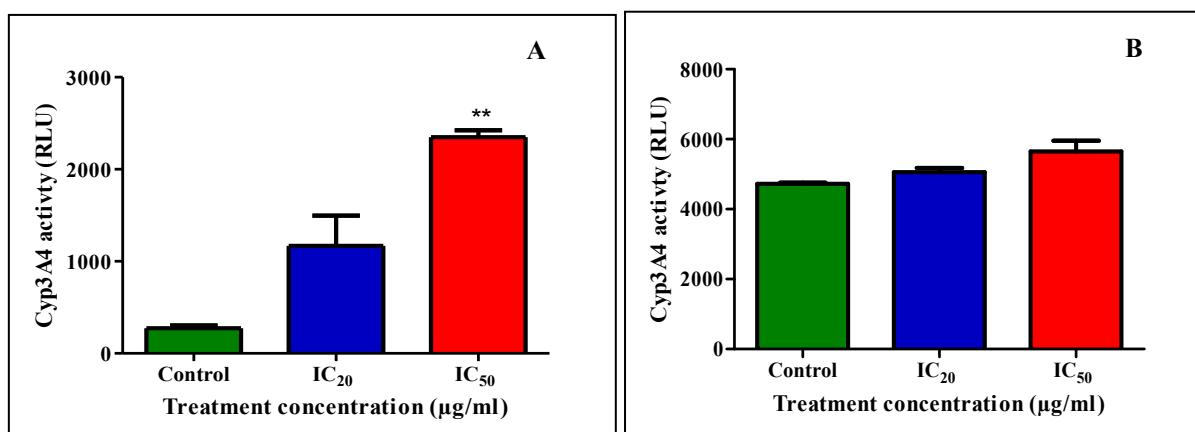 A
Cyp3A4 activty (RLU)
3000
2000
1000
0
**
Control IC₂₀ IC₅₀
Treatment concentration (µg/ml)
B
Cyp3A4 activty (RLU)
8000
6000
4000
2000
0
Control IC₂₀ IC₅₀
Treatment concentration (µg/ml)